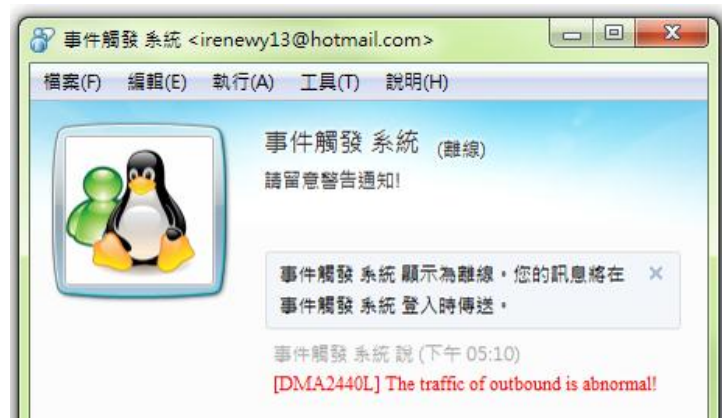 事件觸發 系統 <irenewy13@hotmail.com>
檔案(F) 編輯(E) 執行(A) 工具(T) 說明(H)
事件觸發 系統 (離線)
請留意警告通知!
事件觸發 系統 顯示為離線。您的訊息將在
事件觸發 系統 登入時傳送。
事件觸發 系統 說 (下午 05:10)
[DMA2440L] The traffic of outbound is abnormal!